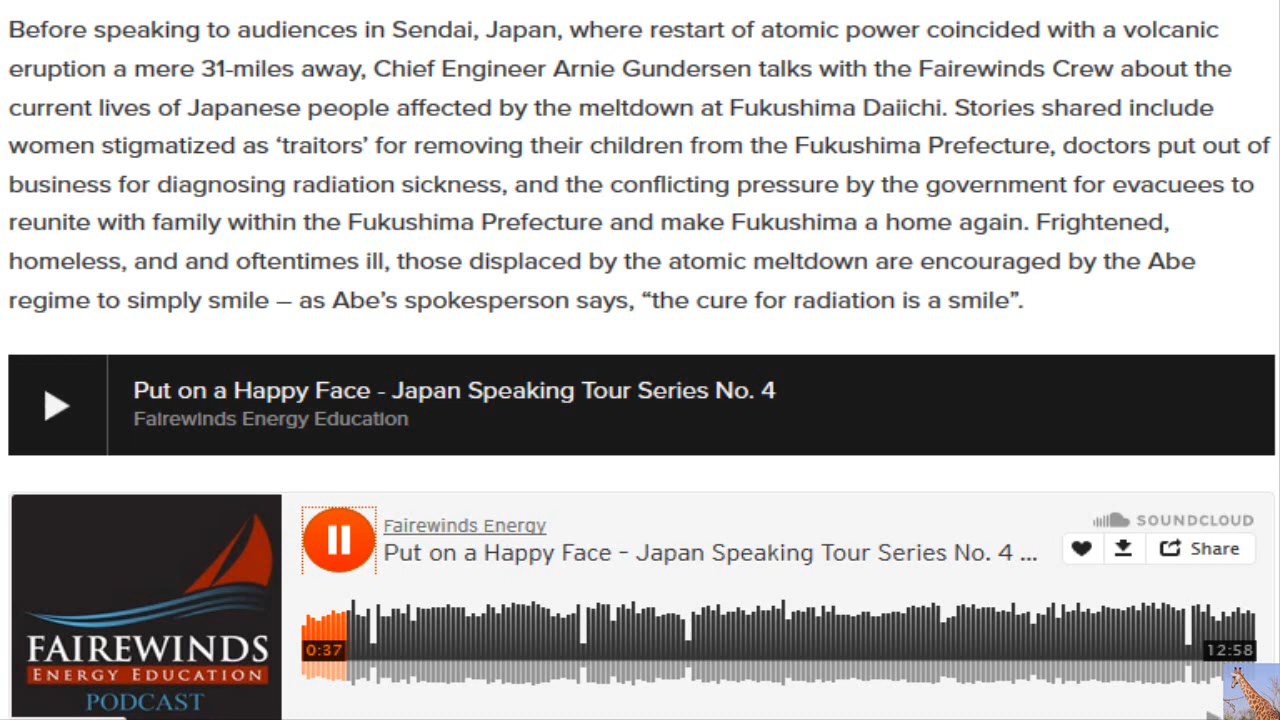 Before speaking to audiences in Sendai, Japan, where restart of atomic power coincided with a volcanic
eruption a mere 31-miles away, Chief Engineer Arnie Gundersen talks with the Fairewinds Crew about the
current lives of Japanese people affected by the meltdown at Fukushima Daiichi. Stories shared include
women stigmatized as ‘traitors’ for removing their children from the Fukushima Prefecture, doctors put out of
business for diagnosing radiation sickness, and the conflicting pressure by the government for evacuees to
reunite with family within the Fukushima Prefecture and make Fukushima a home again. Frightened,
homeless, and and oftentimes ill, those displaced by the atomic meltdown are encouraged by the Abe
regime to simply smile – as Abe’s spokesperson says, “the cure for radiation is a smile”.
Put on a Happy Face - Japan Speaking Tour Series No. 4
Fairewinds Energy Education
Fairewinds Energy
SOUNDCLOUD
Put on a Happy Face - Japan Speaking Tour Series No. 4 ...
Share
0:37
12:58
FAIREWINDS
ENERGY EDUCATION
PODCAST